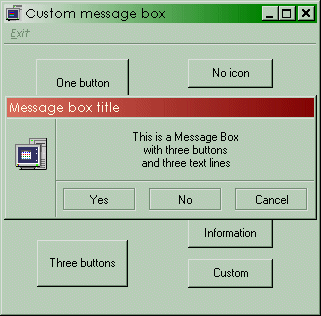 Custom message box
Exit
One button
No icon
Message box title
This is a Message Box
with three buttons
and three text lines
Yes
No
Cancel
Information
Three buttons
Custom